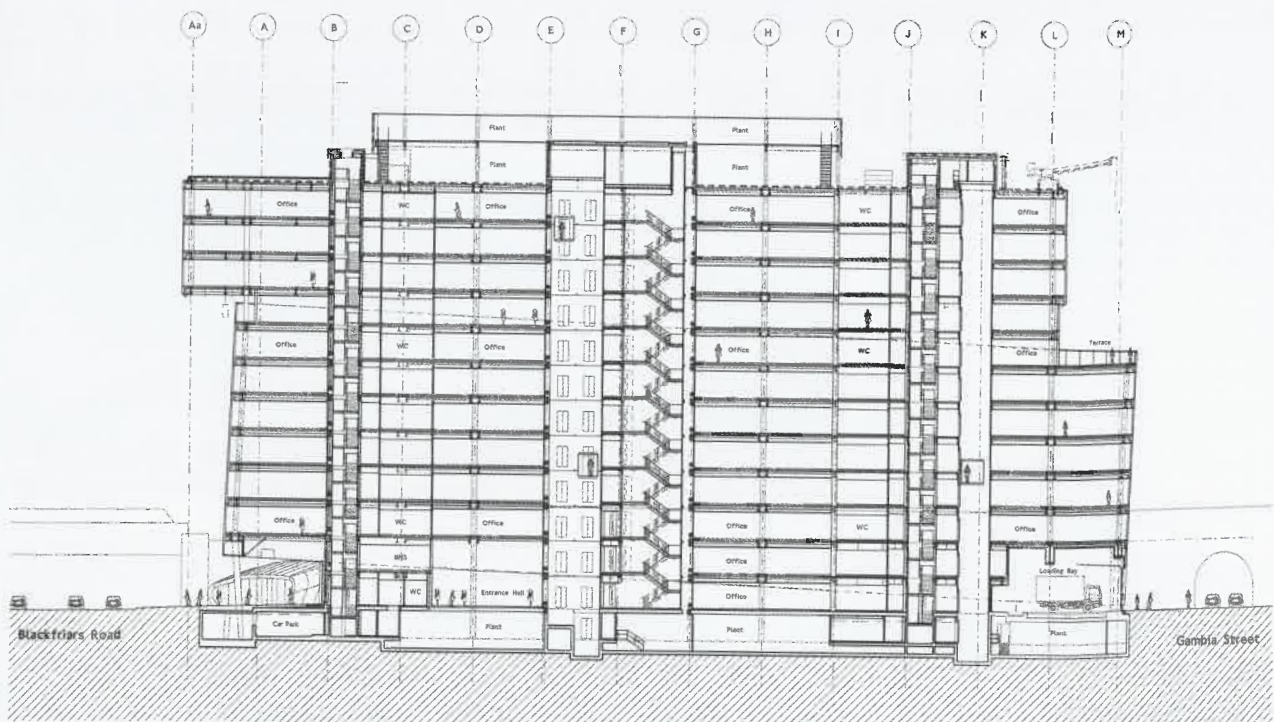 Aa A B C D E F G H I J K L M
Plant Plant
Plant Plant
Office WC Office Office WC Office
Terrace
Office WC Office Office WC Office
Office WC Office Office WC Office
Office Loading Bay
WC Entrance Hall Office
Car Park Plant Plant Plant
Blackfriars Road Gambia Street